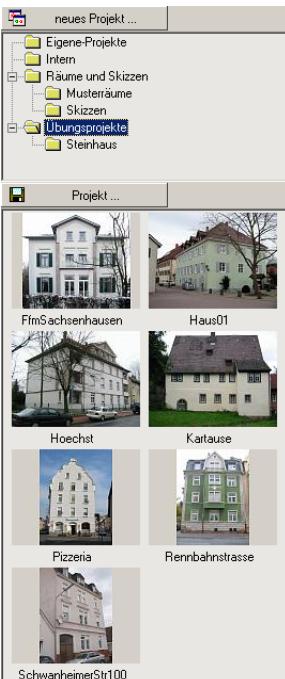 neues Projekt ...
Eigene-Projekte
Intern
Räume und Skizzen
Musterräume
Skizzen
Übungsprojekte
Steinhaus
Projekt ...
FfmSachsenhausen
Haus01
Hoechst
Kartause
Pizzeria
Rennbahnstrasse
SchwanheimerStr100